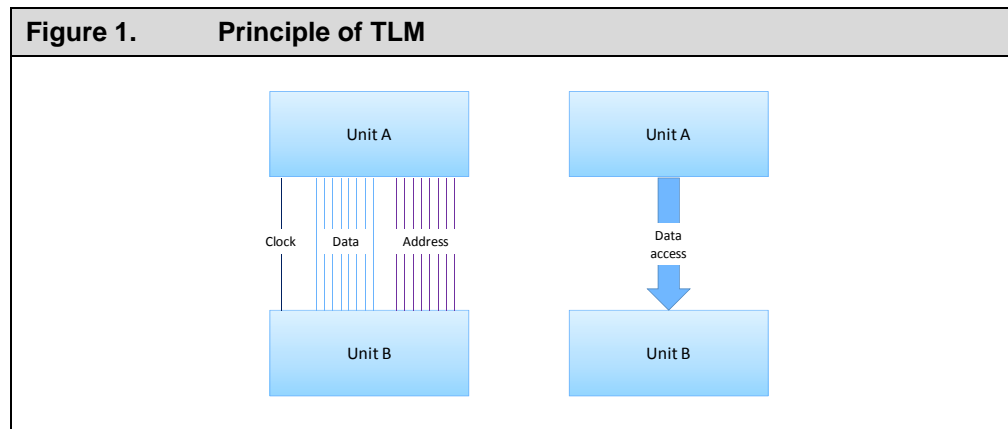 Figure 1. Principle of TLM
Unit A
Unit A
Clock
Data
Address
Data
access
Unit B
Unit B